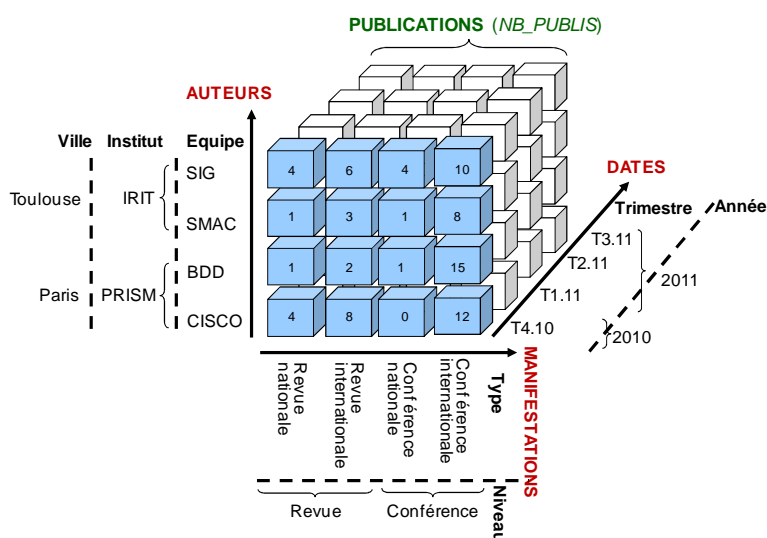 PUBLICATIONS (NB_PUBLIS)
AUTEURS
Ville Institut Equipe
DATES
Trimestre Année
SIG
4 6 4 10
Toulouse IRIT
SMAC
1 3 1 8
T3.11
T2.11
2011
BDD
1 2 1 15
Paris PRISM
T1.11
CISCO
4 8 0 12
T4.10
2010
Revue nationale
Revue internationale
Conférence nationale
Conférence internationale
Type
MANIFESTATIONS
Revue Conférence
Niveau